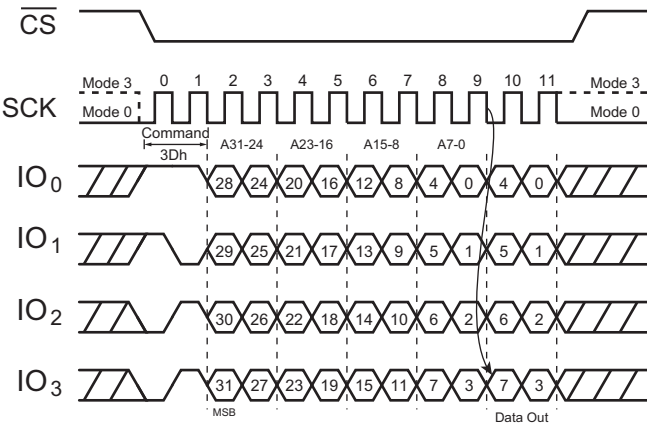 CS
Mode 3 0 1 2 3 4 5 6 7 8 9 10 11 Mode 3
SCK
Mode 0 Mode 0
Command A31-24 A23-16 A15-8 A7-0
3Dh
IO0 28 24 20 16 12 8 4 0 4 0
IO1 29 25 21 17 13 9 5 1 5 1
IO2 30 26 22 18 14 10 6 2 6 2
IO3 31 27 23 19 15 11 7 3 7 3
MSB
Data Out